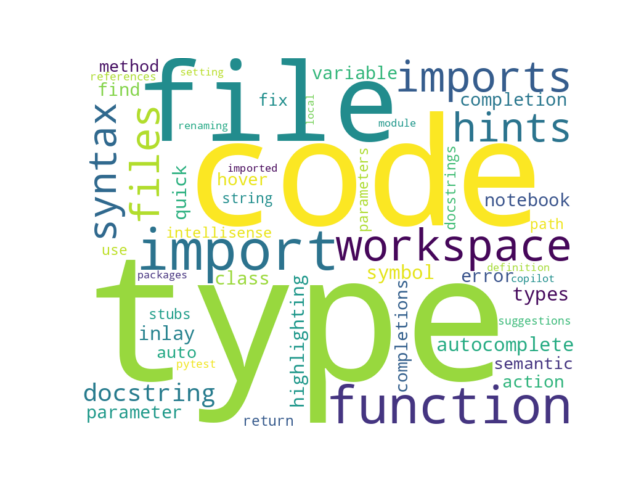 method
references
find
setting
file
variable
imports
completion
fix
local
renaming
module
hints
syntax
files
code
quick
imported
hover
string
parameters
docstrings
notebook
intellisense
path
use
import
workspace
packages
class
symbol
error
definition
copilot
types
type
stubs
inlay
auto
pytest
highlighting
completions
suggestions
autocomplete
semantic
action
docstring
parameter
return
function